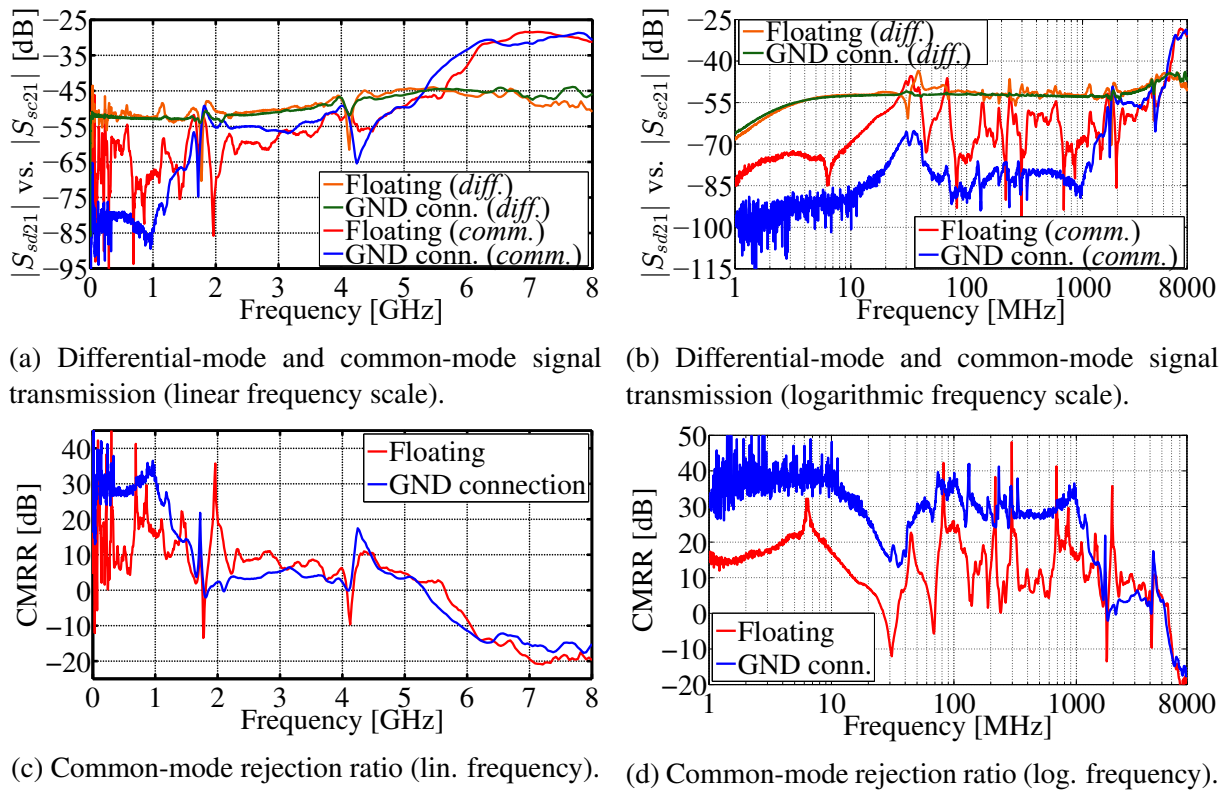 |S_sd21| vs. |S_sc21| [dB]
−25
−35
−45
−55
−65
−75
−85
−95
Floating (diff.)
GND conn. (diff.)
Floating (comm.)
GND conn. (comm.)
0 1 2 3 4 5 6 7 8
Frequency [GHz]
(a) Differential-mode and common-mode signal
transmission (linear frequency scale).
|S_sd21| vs. |S_sc21| [dB]
−25
−40
−55
−70
−85
−100
−115
Floating (diff.)
GND conn. (diff.)
Floating (comm.)
GND conn. (comm.)
1 10 100 1000 8000
Frequency [MHz]
(b) Differential-mode and common-mode signal
transmission (logarithmic frequency scale).
CMRR [dB]
40
30
20
10
0
−10
−20
Floating
GND connection
0 1 2 3 4 5 6 7 8
Frequency [GHz]
(c) Common-mode rejection ratio (lin. frequency).
CMRR [dB]
50
40
30
20
10
0
−10
−20
Floating
GND conn.
1 10 100 1000 8000
Frequency [MHz]
(d) Common-mode rejection ratio (log. frequency).